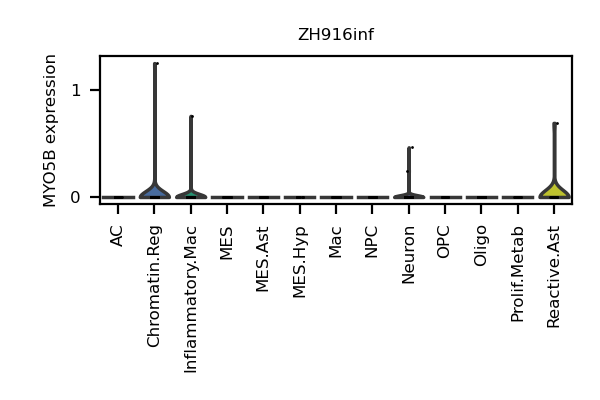 ZH916inf
MYO5B expression
1
0
AC
Chromatin.Reg
Inflammatory.Mac
MES
MES.Ast
MES.Hyp
Mac
NPC
Neuron
OPC
Oligo
Prolif.Metab
Reactive.Ast